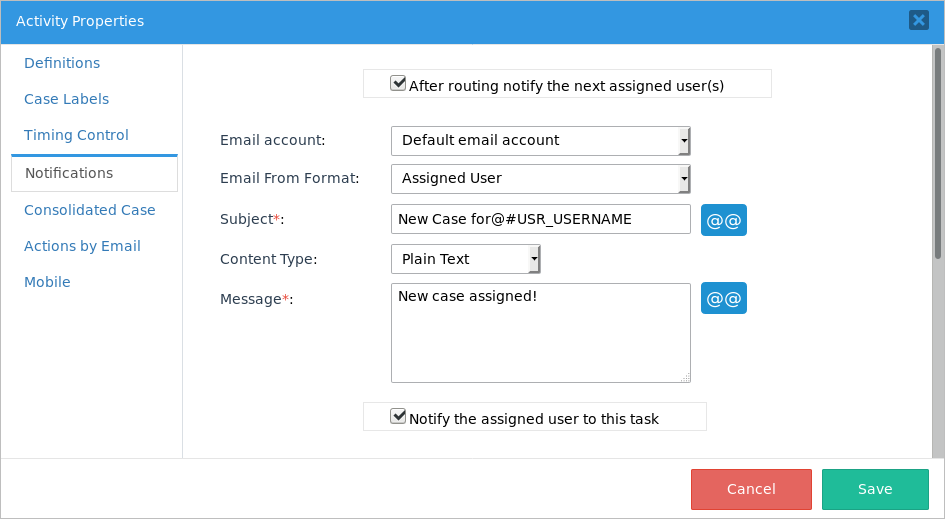 Activity Properties
Definitions
Case Labels
Timing Control
Notifications
Consolidated Case
Actions by Email
Mobile
After routing notify the next assigned user(s)
Email account: Default email account
Email From Format: Assigned User
Subject*: New Case for@#USR_USERNAME @@
Content Type: Plain Text
Message*: New case assigned! @@
Notify the assigned user to this task
Cancel Save